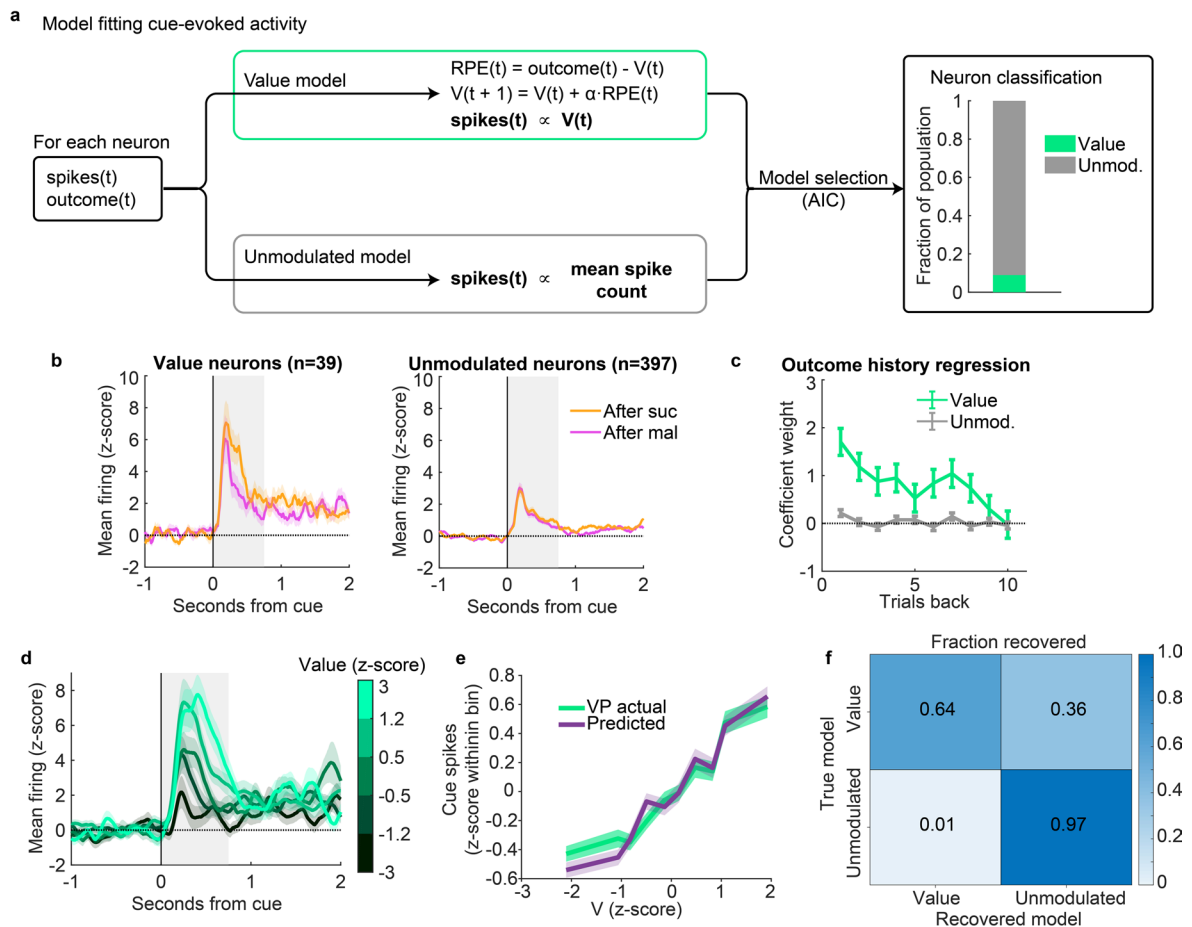 a
Model fitting cue-evoked activity
For each neuron
spikes(t)
outcome(t)
Value model
RPE(t) = outcome(t) - V(t)
V(t + 1) = V(t) + α·RPE(t)
spikes(t) ∝ V(t)
Unmodulated model
spikes(t) ∝ mean spike
count
Model selection
(AIC)
Neuron classification
Fraction of population
1
0.8
0.6
0.4
0.2
0
Value
Unmod.
b
Value neurons (n=39)
Mean firing (z-score)
10
8
6
4
2
0
-2
-1 0 1 2
Seconds from cue
Unmodulated neurons (n=397)
Mean firing (z-score)
10
8
6
4
2
0
-2
-1 0 1 2
Seconds from cue
After suc
After mal
c
Outcome history regression
Coefficient weight
3
2
1
0
-1
0 5 10
Trials back
Value
Unmod.
d
Mean firing (z-score)
8
6
4
2
0
-2
-1 0 1 2
Seconds from cue
Value (z-score)
3
1.2
0.5
-0.5
-1.2
-3
e
Cue spikes
(z-score withinin bin)
0.8
0.6
0.4
0.2
0
-0.2
-0.4
-0.6
-3 -2 -1 0 1 2
V (z-score)
VP actual
Predicted
f
Fraction recovered
True model
Value
Unmodulated
0.64 0.36
0.01 0.97
Value Unmodulated
Recovered model
1.0
0.8
0.6
0.4
0.2
0